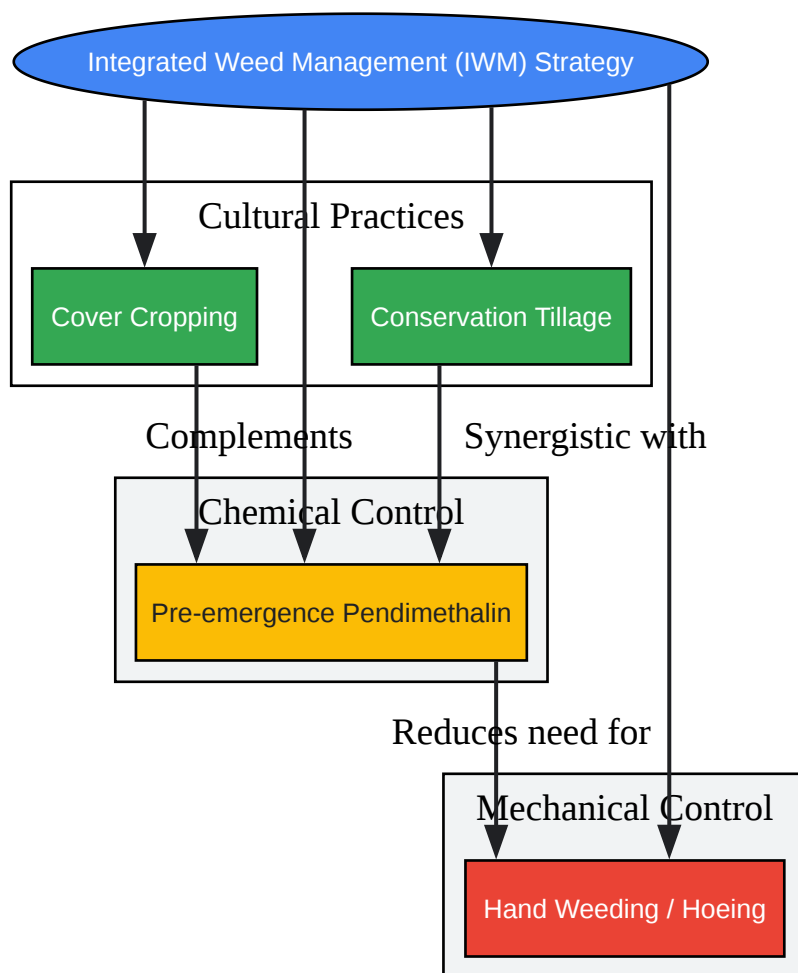 Integrated Weed Management (IWM) Strategy
Cultural Practices
Cover Cropping
Conservation Tillage
Complements
Synergistic with
Chemical Control
Pre-emergence Pendimethalin
Reduces need for
Mechanical Control
Hand Weeding / Hoeing